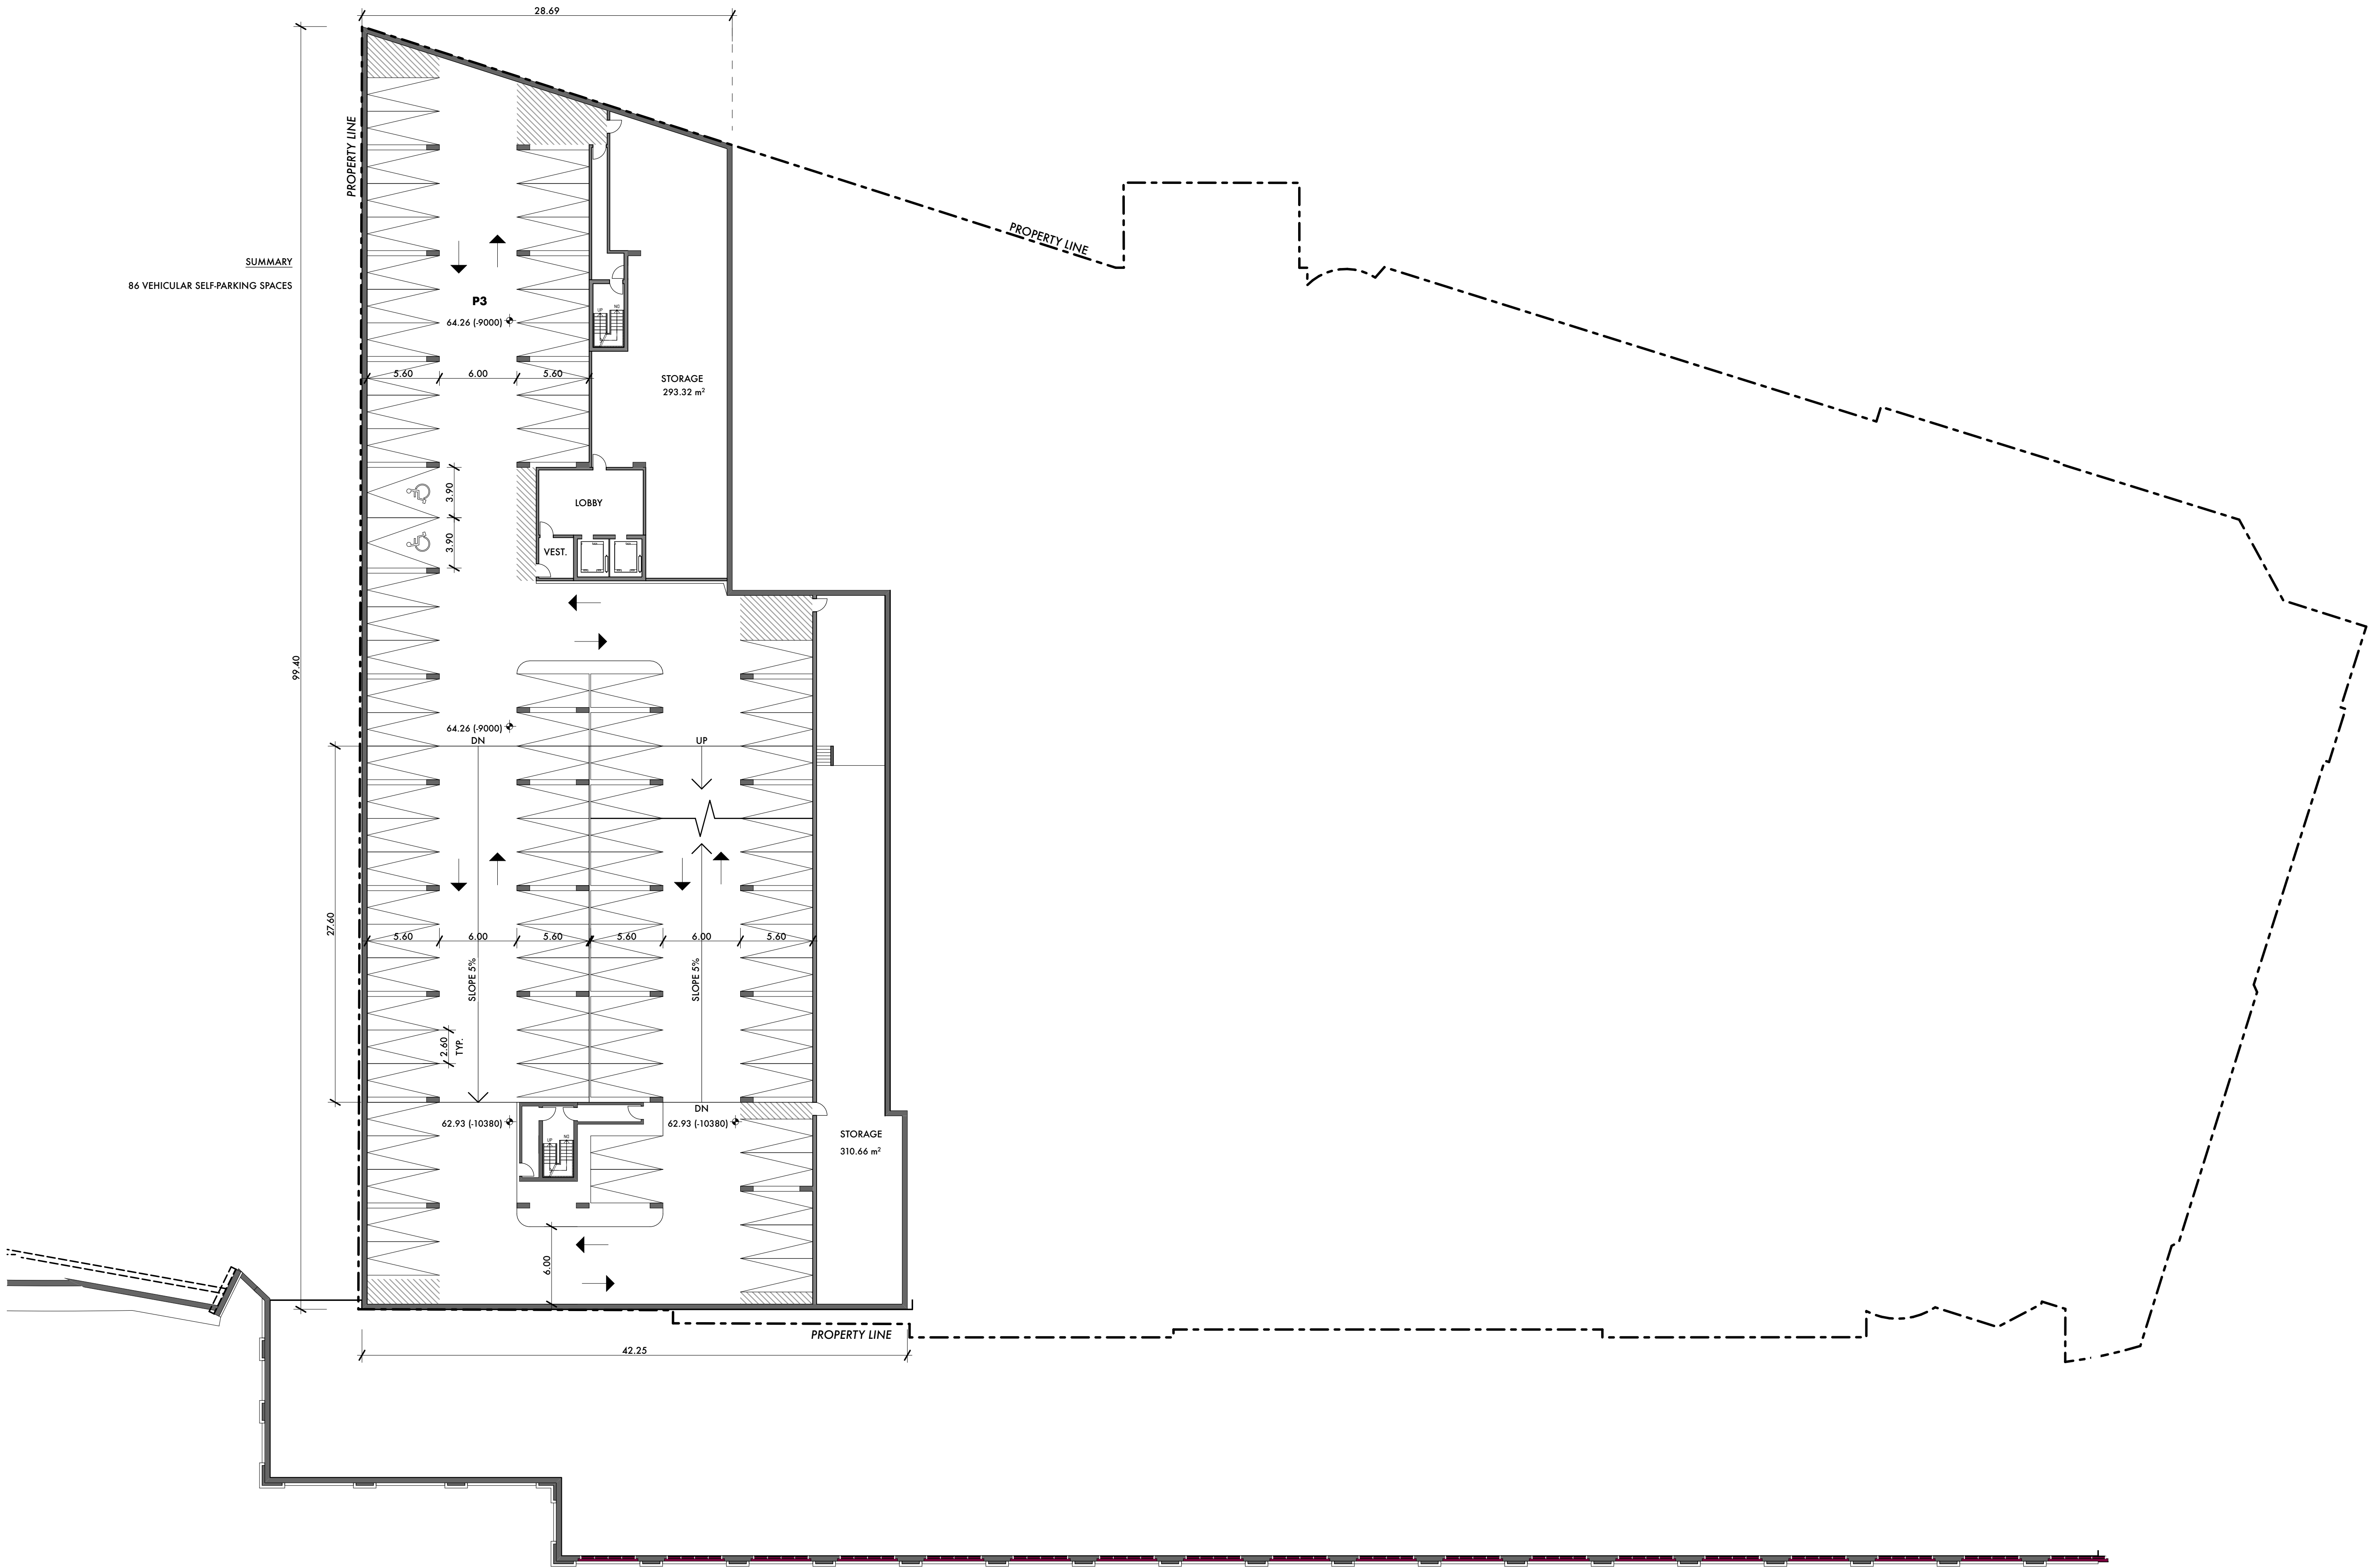 28.69
PROPERTY LINE
PROPERTY LINE
SUMMARY
86 VEHICULAR SELF-PARKING SPACES
P3
64.26 (-9000)
UP
5.60
6.00
5.60
STORAGE
293.32 m²
3.90
LOBBY
3.90
VEST.
99.40
64.26 (-9000)
DN
UP
27.60
5.60
6.00
5.60
5.60
6.00
5.60
SLOPE 5%
SLOPE 5%
2.60
TYP.
DN
62.93 (-10380)
62.93 (-10380)
UP
STORAGE
310.66 m²
6.00
PROPERTY LINE
42.25